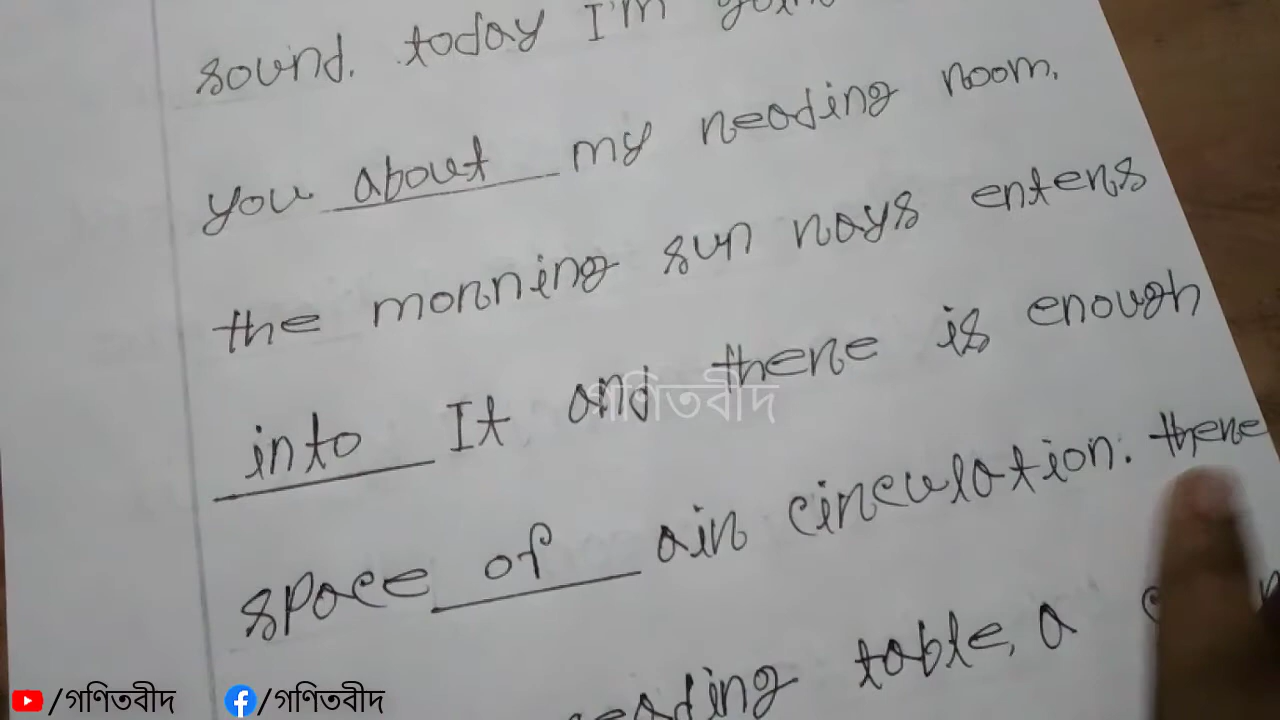 sound. today I'm
you about my reading room.
the morning sun rays enters
into It and there is enough
space of air circulation. there
table, a
গণিতবীদ
/গণিতবীদ /গণিতবীদ